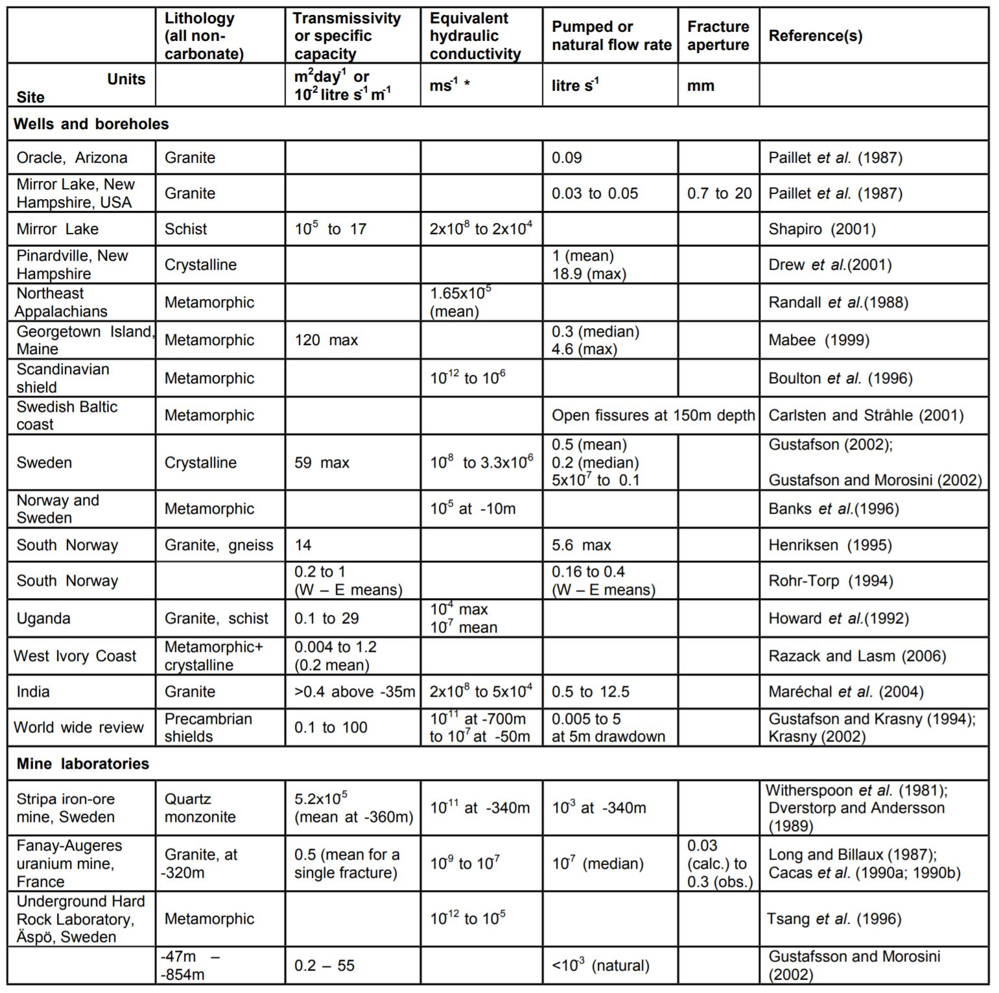 Lithology (all non-carbonate) | Transmissivity or specific capacity | Equivalent hydraulic conductivity | Pumped or natural flow rate | Fracture aperture | Reference(s)
Units Site | m²day⁻¹ or 10⁻² litre s⁻¹ m⁻¹ | ms⁻¹ * | litre s⁻¹ | mm
Wells and boreholes
Oracle, Arizona | Granite | 0.09 | Paillet et al. (1987)
Mirror Lake, New Hampshire, USA | Granite | 0.03 to 0.05 | 0.7 to 20 | Paillet et al. (1987)
Mirror Lake | Schist | 10⁻⁵ to 17 | 2x10⁻⁸ to 2x10⁻⁴ | Shapiro (2001)
Pinardville, New Hampshire | Crystalline | 1 (mean) 18.9 (max) | Drew et al.(2001)
Northeast Appalachians | Metamorphic | 1.65x10⁻⁵ (mean) | Randall et al.(1988)
Georgetown Island, Maine | Metamorphic | 120 max | 0.3 (median) 4.6 (max) | Mabee (1999)
Scandinavian shield | Metamorphic | 10⁻¹² to 10⁻⁶ | Boulton et al. (1996)
Swedish Baltic coast | Metamorphic | Open fissures at 150m depth | Carlsten and Stråhle (2001)
Sweden | Crystalline | 59 max | 10⁻⁸ to 3.3x10⁻⁶ | 0.5 (mean) 0.2 (median) 5x10⁻⁷ to 0.1 | Gustafson (2002); Gustafson and Morosini (2002)
Norway and Sweden | Metamorphic | 10⁻⁵ at -10m | Banks et al.(1996)
South Norway | Granite, gneiss | 14 | 5.6 max | Henriksen (1995)
South Norway | 0.2 to 1 (W – E means) | 0.16 to 0.4 (W – E means) | Rohr-Torp (1994)
Uganda | Granite, schist | 0.1 to 29 | 10⁻⁴ max 10⁻⁷ mean | Howard et al.(1992)
West Ivory Coast | Metamorphic+ crystalline | 0.004 to 1.2 (0.2 mean) | Razack and Lasm (2006)
India | Granite | >0.4 above -35m | 2x10⁻⁸ to 5x10⁻⁴ | 0.5 to 12.5 | Maréchal et al. (2004)
World wide review | Precambrian shields | 0.1 to 100 | 10⁻¹¹ at -700m to 10⁻⁷ at -50m | 0.005 to 5 at 5m drawdown | Gustafson and Krasny (1994); Krasny (2002)
Mine laboratories
Stripa iron-ore mine, Sweden | Quartz monzonite | 5.2x10⁻⁵ (mean at -360m) | 10⁻¹¹ at -340m | 10⁻³ at -340m | Witherspoon et al. (1981); Dverstorp and Andersson (1989)
Fanay-Augeres uranium mine, France | Granite, at -320m | 0.5 (mean for a single fracture) | 10⁻⁹ to 10⁻⁷ | 10⁻⁷ (median) | 0.03 (calc.) to 0.3 (obs.) | Long and Billaux (1987); Cacas et al. (1990a; 1990b)
Underground Hard Rock Laboratory, Äspö, Sweden | Metamorphic | 10⁻¹² to 10⁻⁵ | Tsang et al. (1996)
-47m – -854m | 0.2 – 55 | <10⁻³ (natural) | Gustafsson and Morosini (2002)